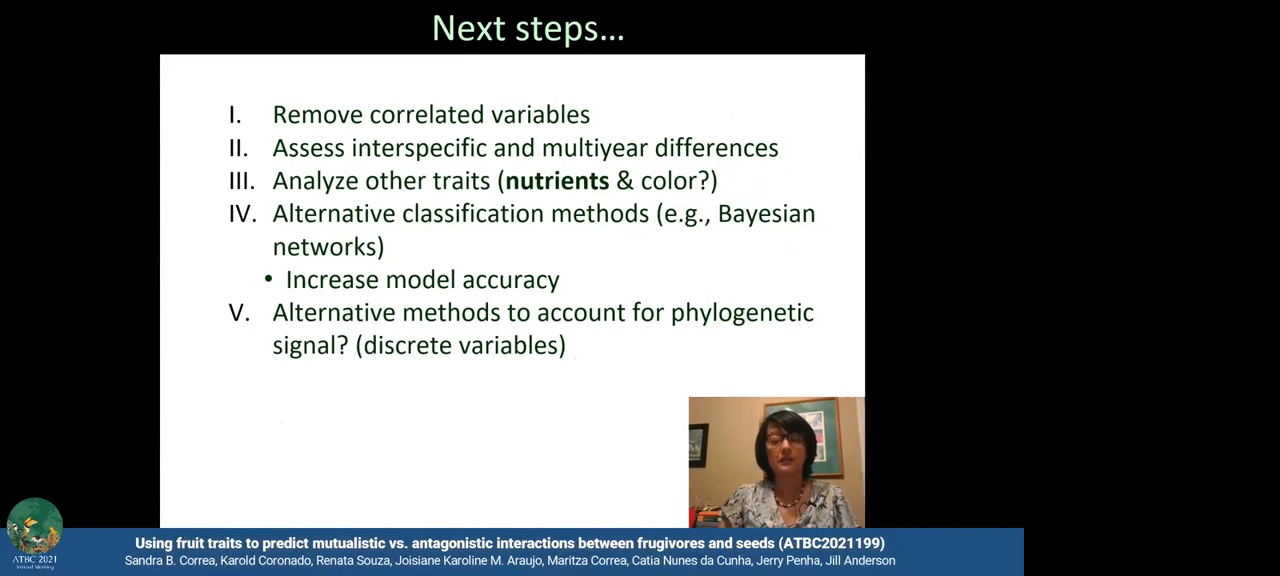 Next steps…
I. Remove correlated variables
II. Assess interspecific and multiyear differences
III. Analyze other traits (nutrients & color?)
IV. Alternative classification methods (e.g., Bayesian
networks)
• Increase model accuracy
V. Alternative methods to account for phylogenetic
signal? (discrete variables)
ATBC 2021
Virtual Meeting
Using fruit traits to predict mutualistic vs. antagonistic interactions between frugivores and seeds (ATBC2021199)
Sandra B. Correa, Karold Coronado, Renata Souza, Joisiane Karoline M. Araujo, Maritza Correa, Catia Nunes da Cunha, Jerry Penha, Jill Anderson